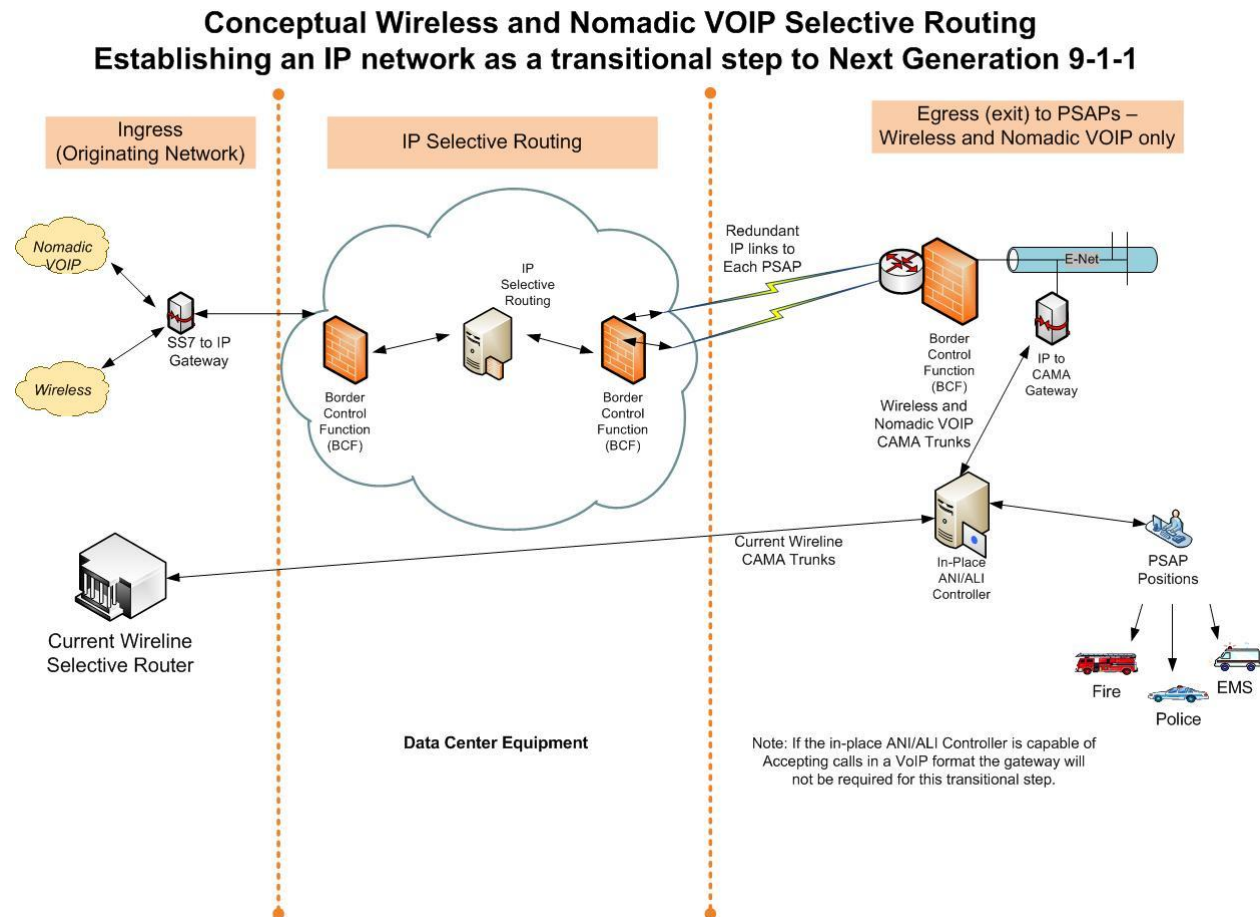 Conceptual Wireless and Nomadic VOIP Selective Routing
Establishing an IP network as a transitional step to Next Generation 9-1-1
Ingress
(Originating Network)
IP Selective Routing
Egress (exit) to PSAPs –
Wireless and Nomadic VOIP only
Nomadic
VOIP
Wireless
SS7 to IP
Gateway
IP
Selective
Routing
Border
Control
Function
(BCF)
Border
Control
Function
(BCF)
Redundant
IP links to
Each PSAP
E-Net
Border
Control
Function
(BCF)
IP to
CAMA
Gateway
Wireless and
Nomadic VOIP
CAMA Trunks
Current Wireline
CAMA Trunks
In-Place
ANI/ALI
Controller
PSAP
Positions
Current Wireline
Selective Router
Fire
Police
EMS
Data Center Equipment
Note: If the in-place ANI/ALI Controller is capable of
Accepting calls in a VoIP format the gateway will
not be required for this transitional step.